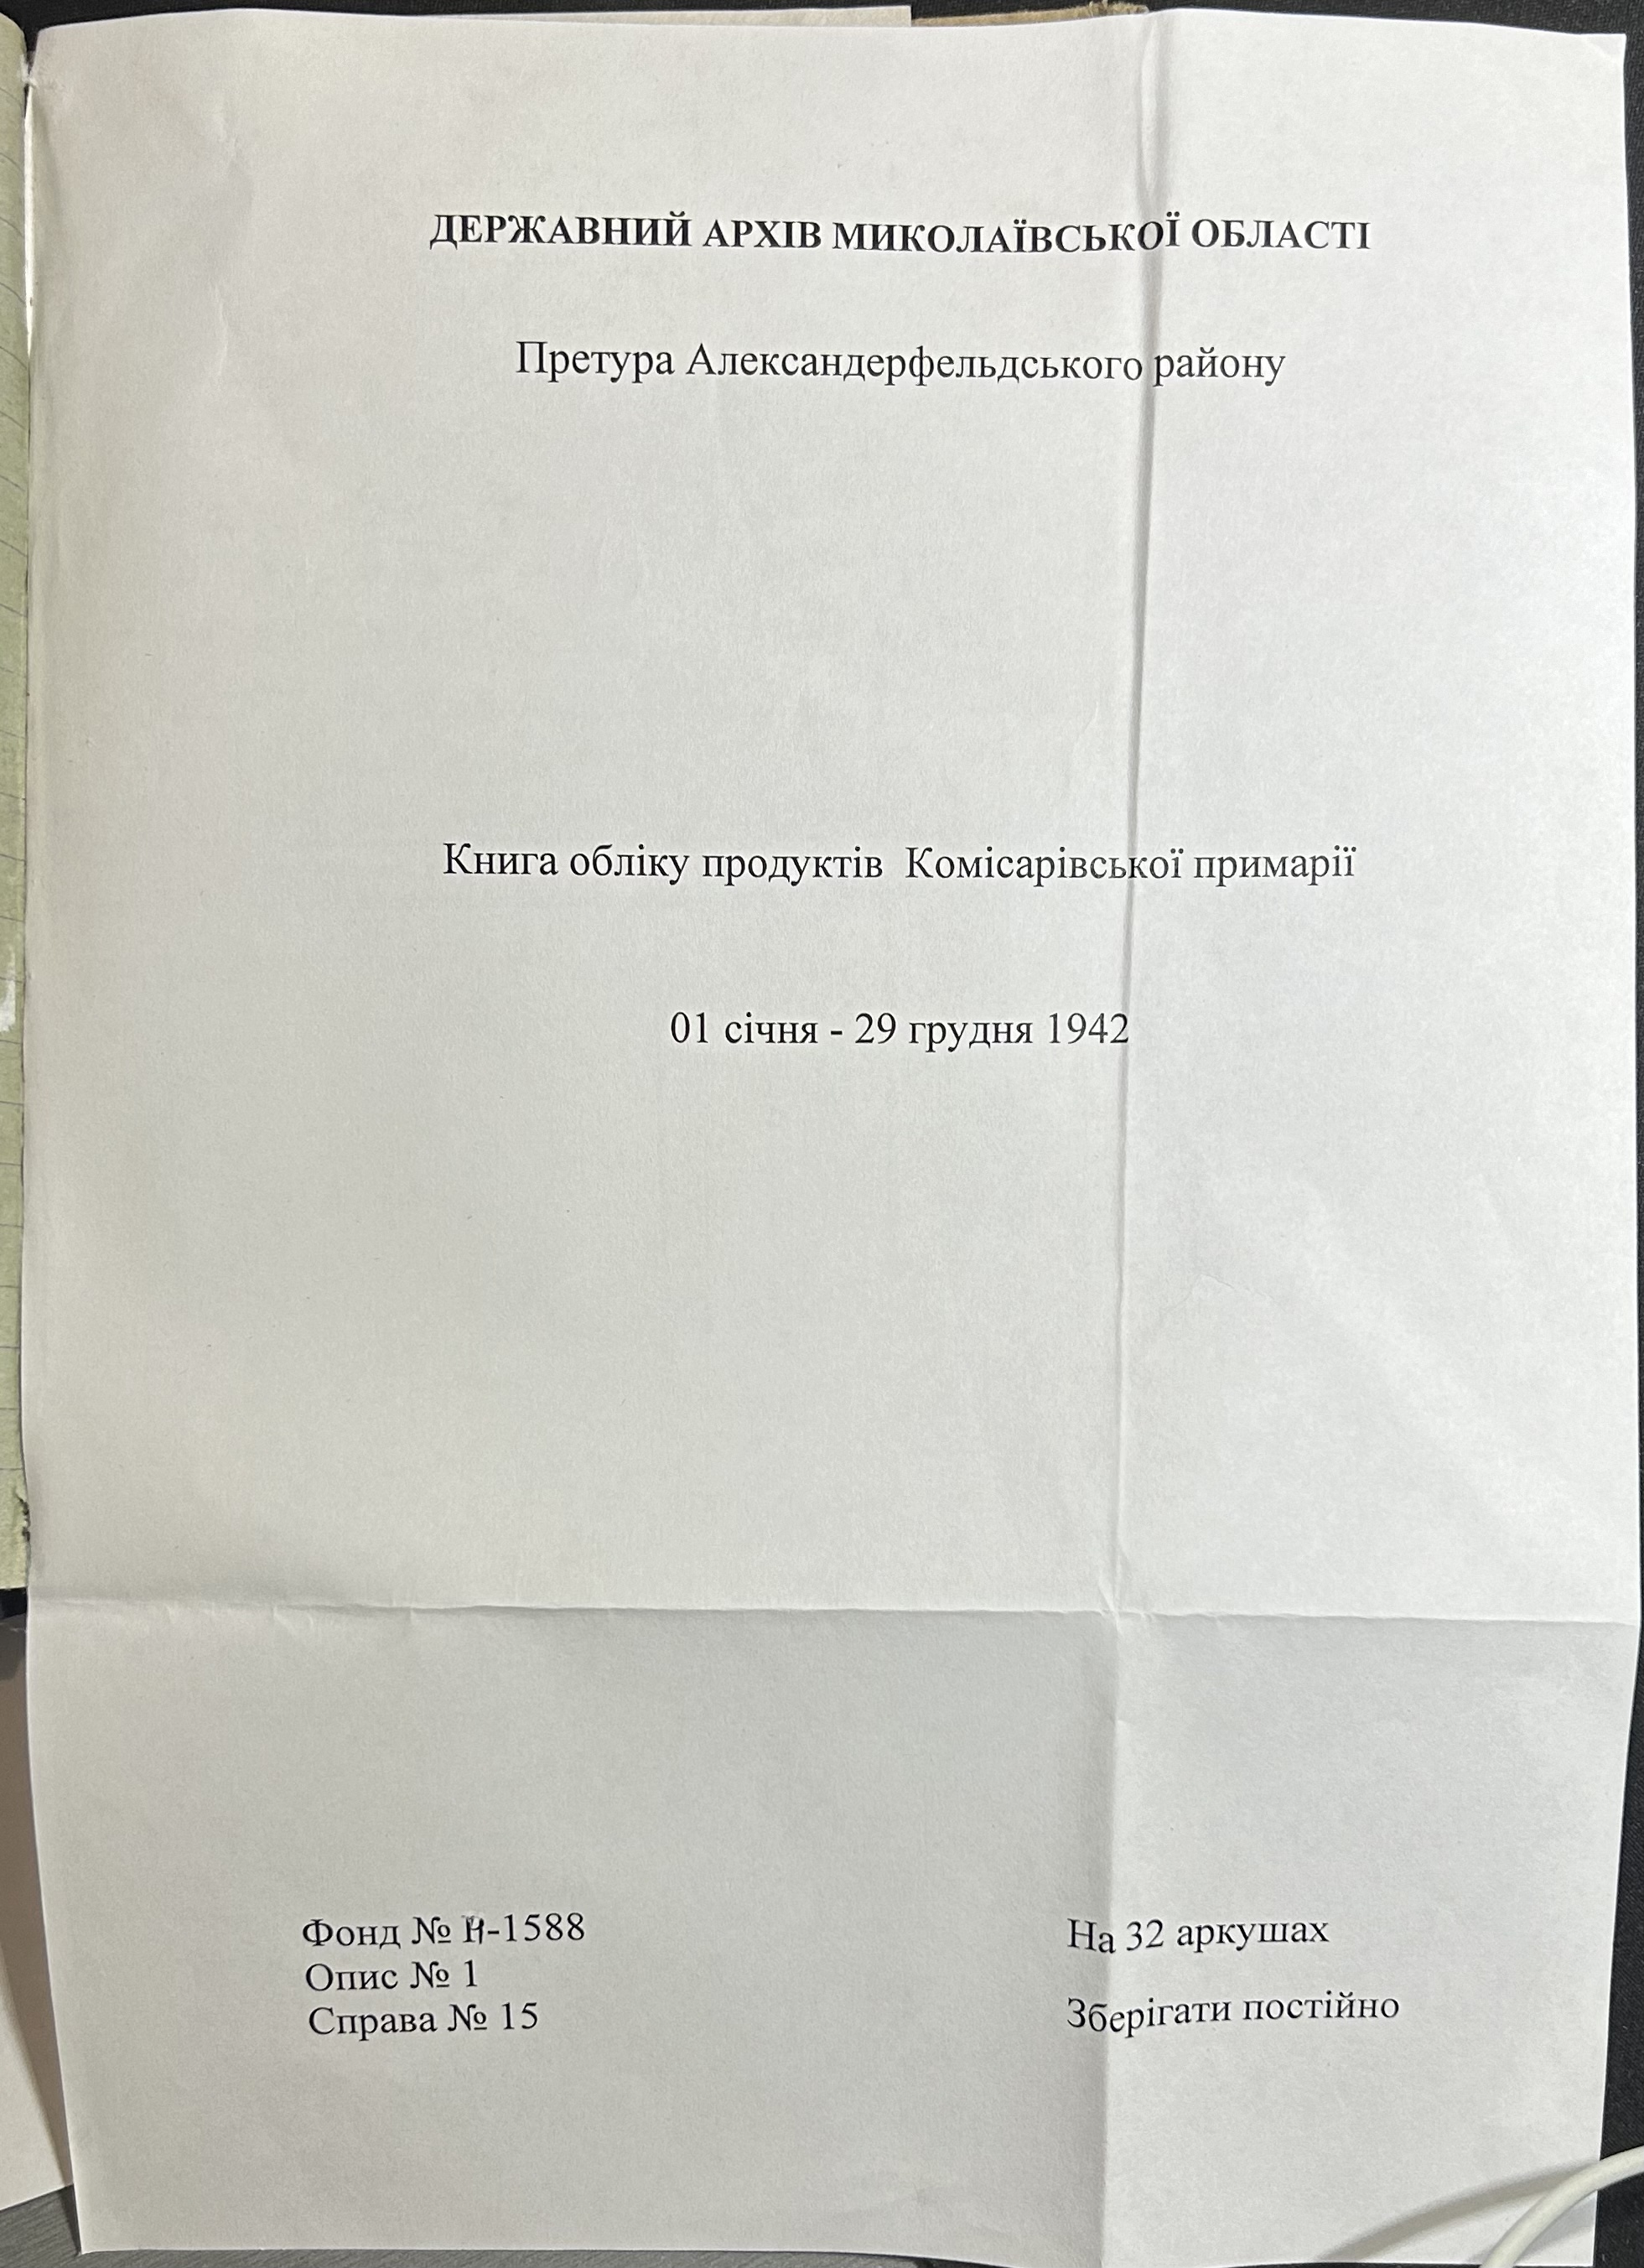 ДЕРЖАВНИЙ АРХІВ МИКОЛАЇВСЬКОЇ ОБЛАСТІ
Претура Александерфельдського району
Книга обліку продуктів Комісарівської примарії
01 січня - 29 грудня 1942
Фонд № -1588
На 32 аркушах
Опис № 1
Справа № 15
Зберігати постійно